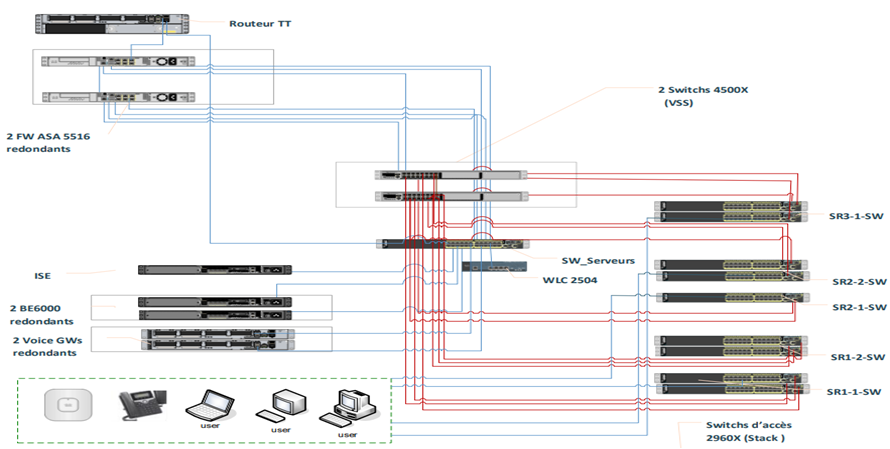 Routeur TT
2 Switchs 4500X
(VSS)
2 FW ASA 5516
redondants
SR3-1-SW
SW_Serveurs
ISE
WLC 2504
SR2-2-SW
2 BE6000
redondants
SR2-1-SW
2 Voice GWs
redondants
SR1-2-SW
SR1-1-SW
user
user
user
Switchs d'accès
2960X (Stack )